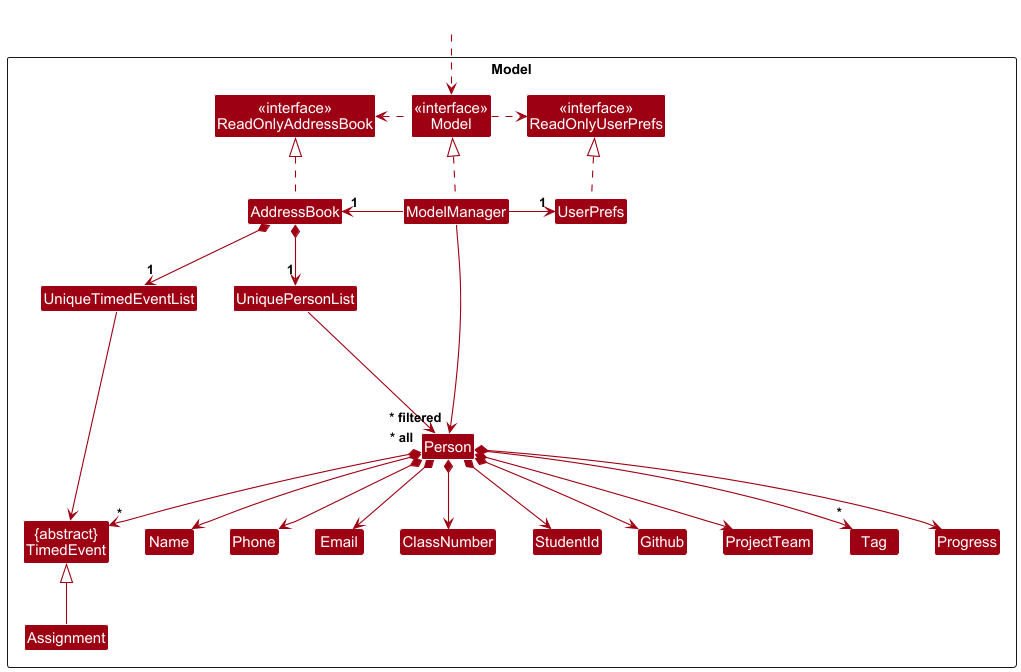 Model
«interface»
ReadOnlyAddressBook
«interface»
Model
«interface»
ReadOnlyUserPrefs
AddressBook
1
ModelManager
1
UserPrefs
1
1
UniqueTimedEventList
UniquePersonList
* filtered
* all
Person
*
*
{abstract}
TimedEvent
Name
Phone
Email
ClassNumber
StudentId
Github
ProjectTeam
Tag
Progress
Assignment